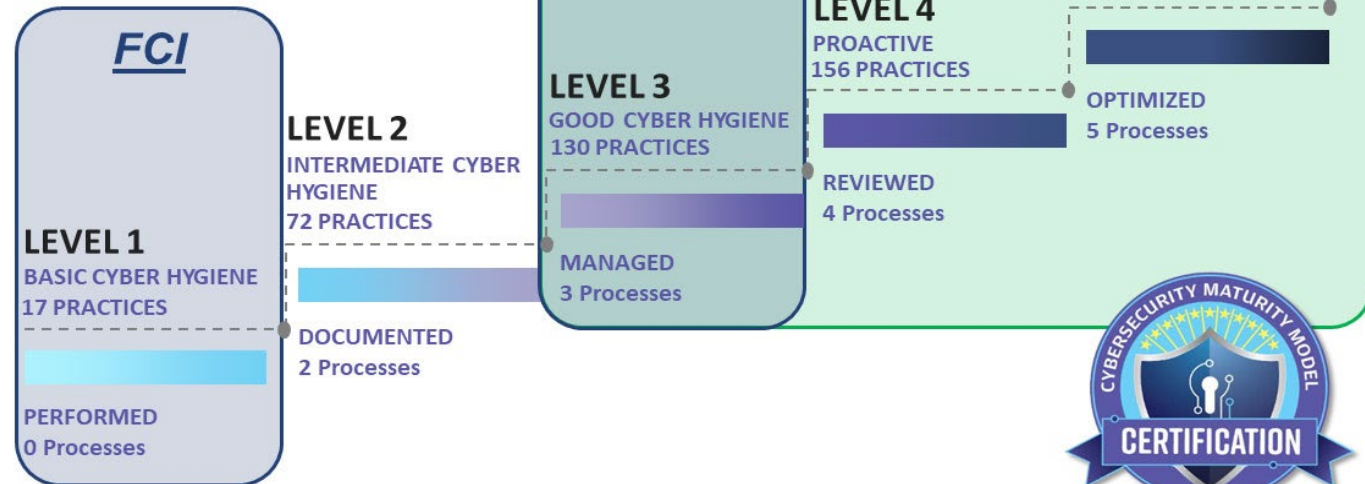 FCI
LEVEL 1
BASIC CYBER HYGIENE
17 PRACTICES
PERFORMED
0 Processes
LEVEL 2
INTERMEDIATE CYBER
HYGIENE
72 PRACTICES
DOCUMENTED
2 Processes
LEVEL 3
GOOD CYBER HYGIENE
130 PRACTICES
MANAGED
3 Processes
LEVEL 4
PROACTIVE
156 PRACTICES
REVIEWED
4 Processes
OPTIMIZED
5 Processes
CYBERSECURITY MATURITY MODEL
CERTIFICATION